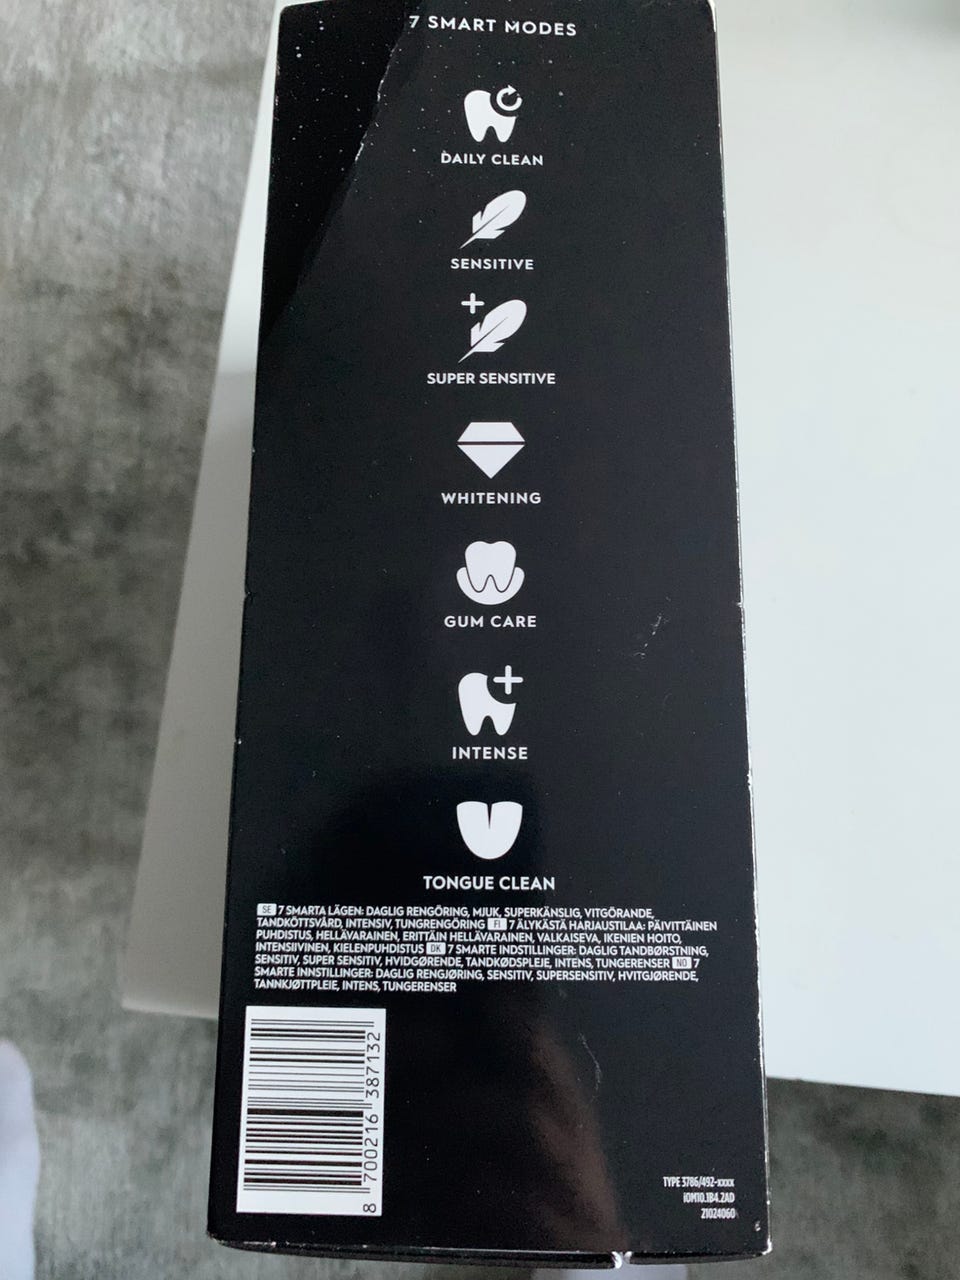 7 SMART MODES
DAILY CLEAN
SENSITIVE
SUPER SENSITIVE
WHITENING
GUM CARE
INTENSE
TONGUE CLEAN
SE 7 SMARTA LÄGEN: DAGLIG RENGÖRING, MJUK, SUPERKÄNSLIG, VITGÖRANDE,
TANDKÖTTSVÅRD, INTENSIV, TUNGRENGÖRING FI 7 ÄLYKÄSTÄ HARJAUSTILAA: PÄIVITTÄINEN
PUHDISTUS, HELLÄVARAINEN, ERITTÄIN HELLÄVARAINEN, VALKAISEVA, IKENIEN HOITO,
INTENSIIVINEN, KIELENPUHDISTUS DK 7 SMARTE INDSTILLINGER: DAGLIG TANDBØRSTNING,
SENSITIV, SUPER SENSITIV, HVIDGØRENDE, TANDKØDSPLEJE, INTENS, TUNGERENSER NO 7
SMARTE INNSTILLINGER: DAGLIG RENGJØRING, SENSITIV, SUPERSENSITIV, HVITGJØRENDE,
TANNKJØTTPLEIE, INTENS, TUNGERENSER
8 700216 387132
TYPE 3786/492-xxxx
iOM10.1B4.2AD
21024060